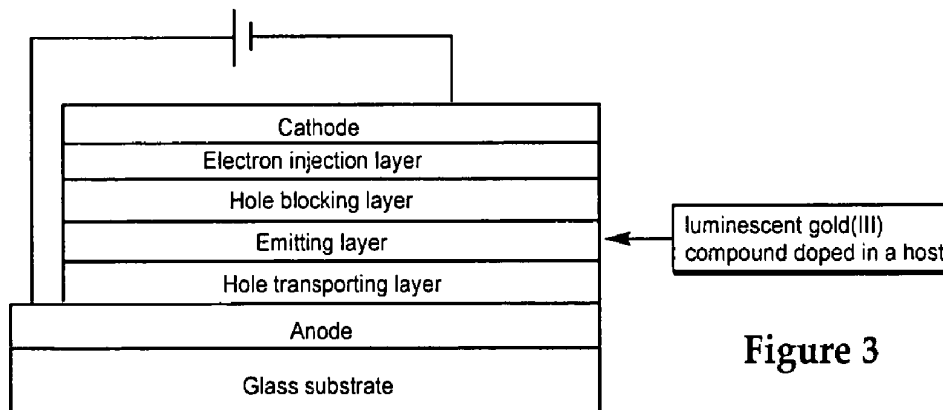 Cathode
Electron injection layer
Hole blocking layer
Emitting layer
Hole transporting layer
Anode
Glass substrate
luminescent gold(III)
compound doped in a host
Figure 3